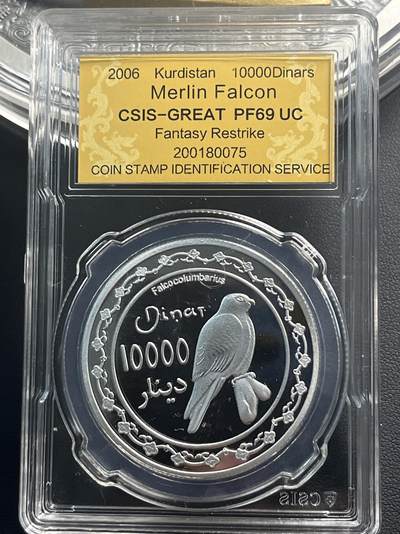 2006 Kurdistan 10000Dinars
Merlin Falcon
CSIS-GREAT PF69 UC
Fantasy Restrike
200180075
COIN STAMP IDENTIFICATION SERVICE
Falcocolumbarius
Dinar
10000
دينار
CSIS